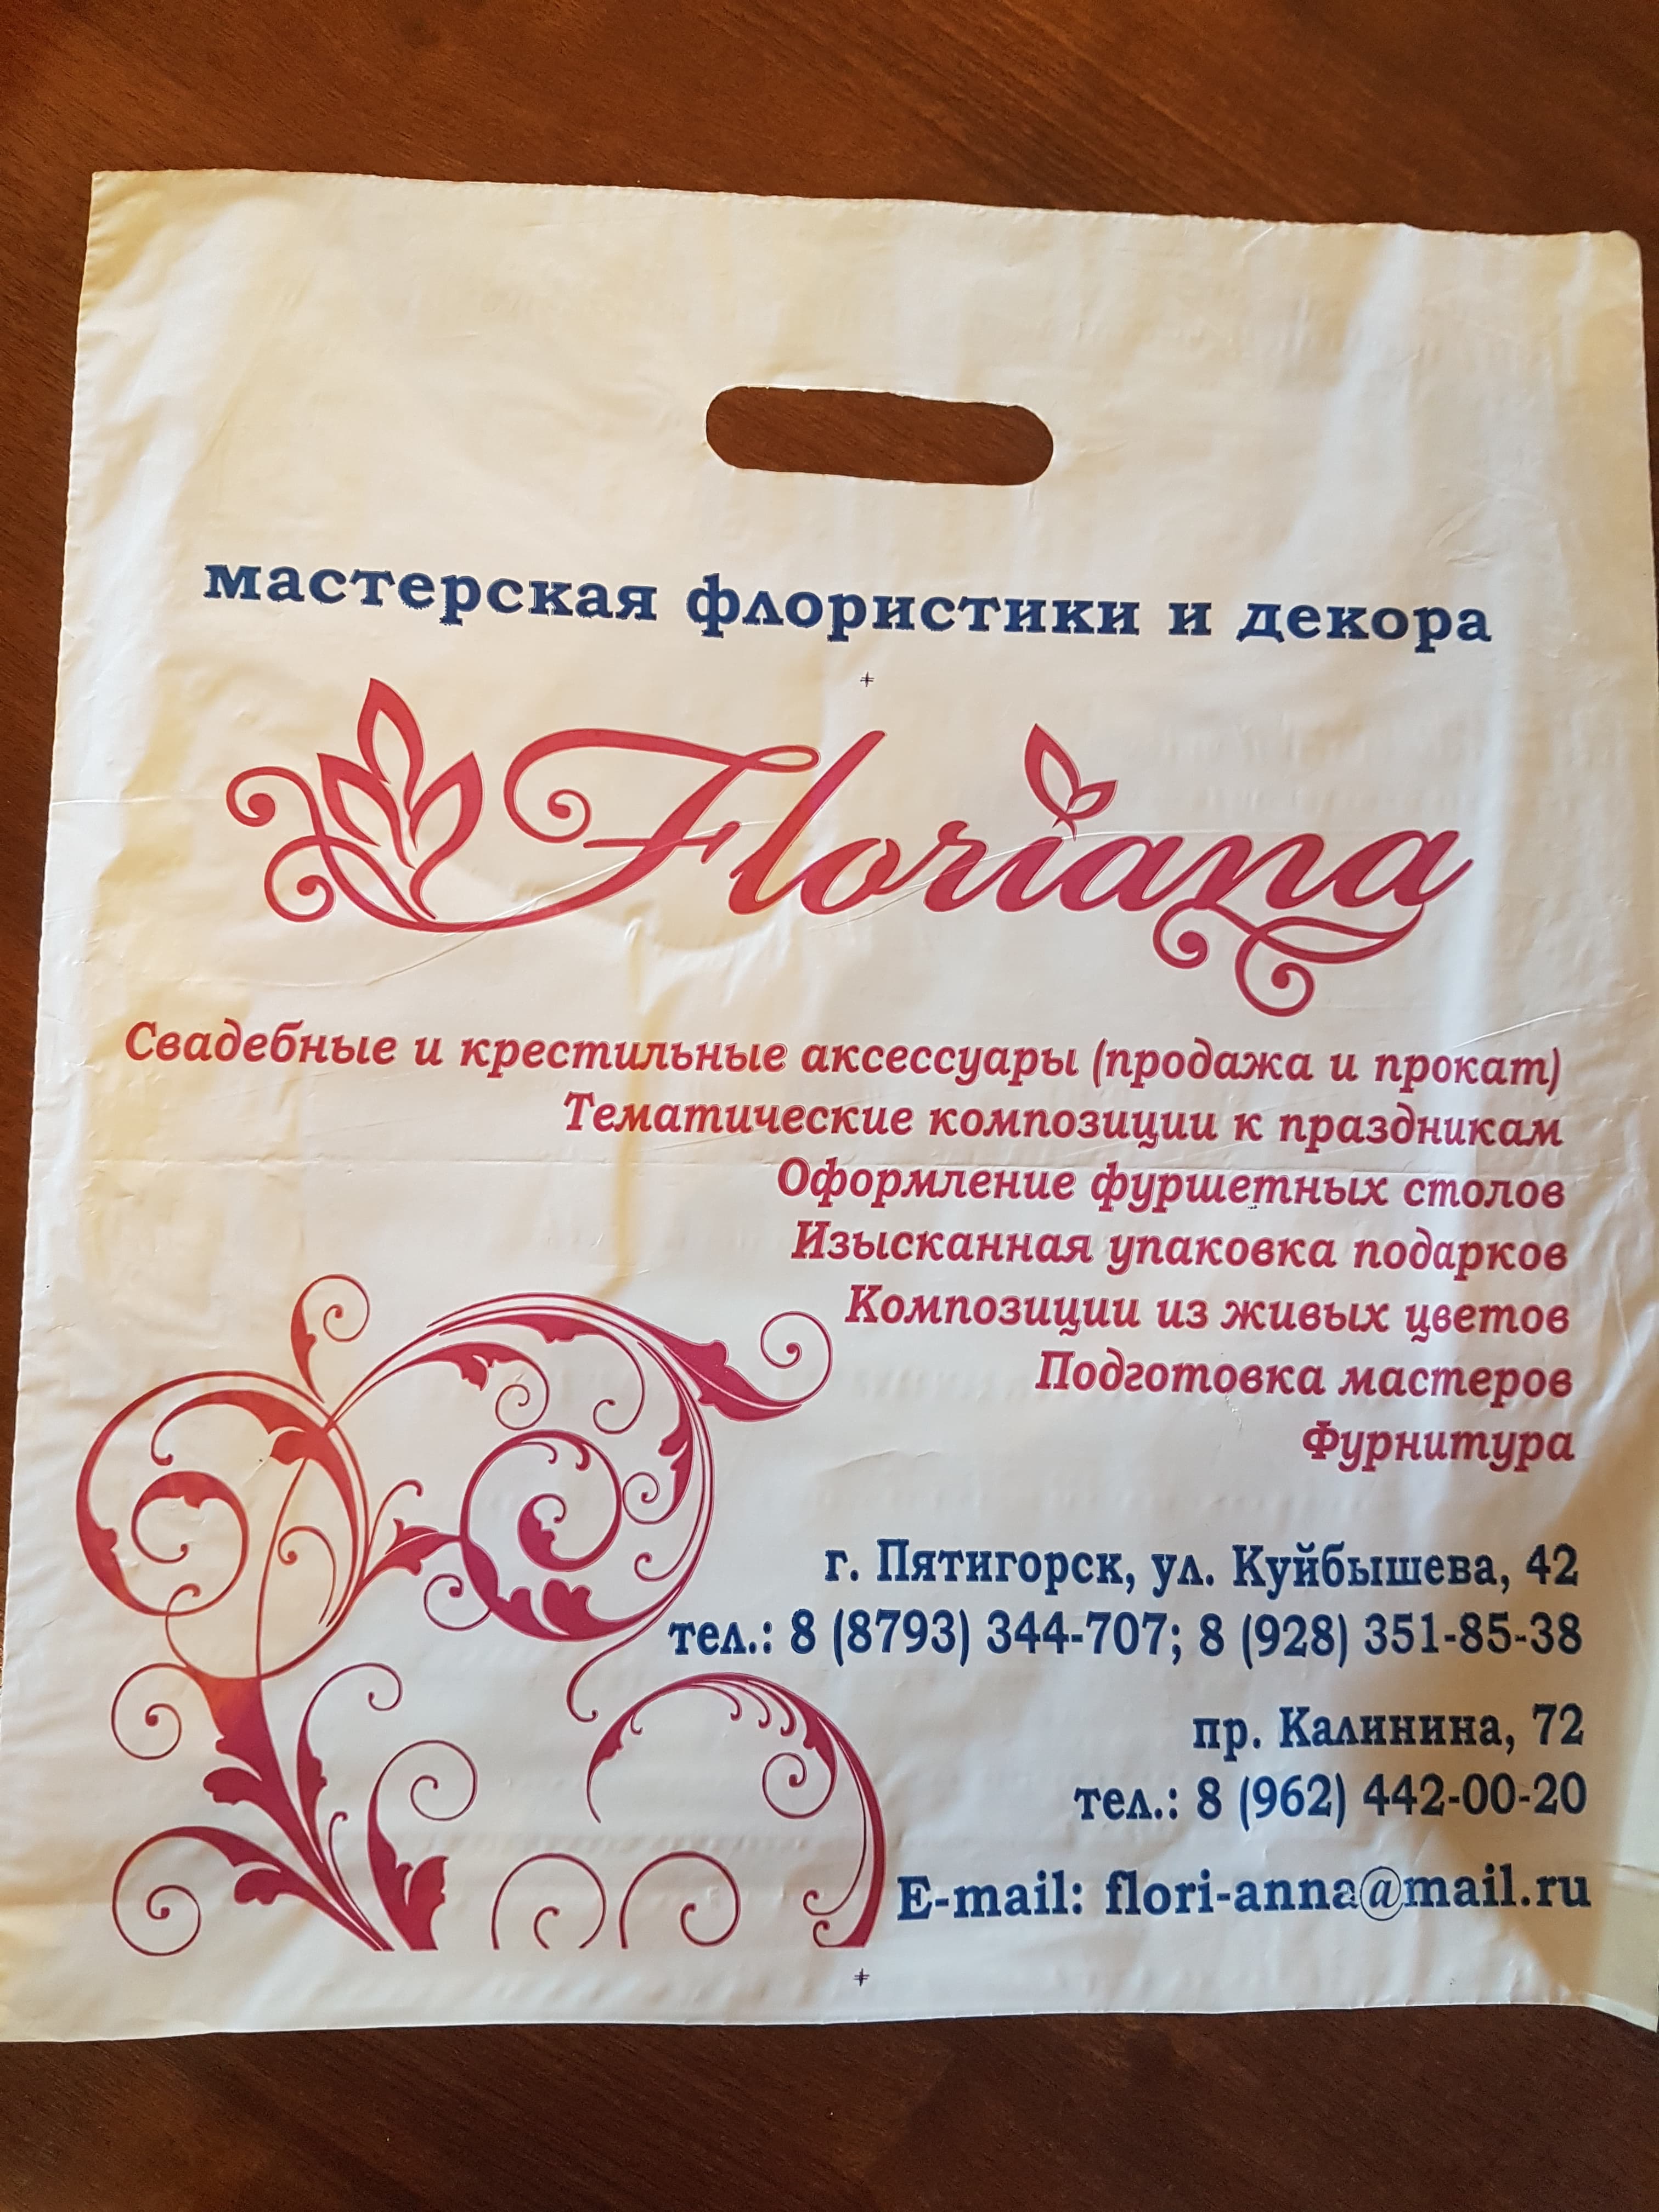 мастерская флористики и декора
Floriana
Свадебные и крестильные аксессуары (продажа и прокат)
Тематические композиции к праздникам
Оформление фуршетных столов
Изысканная упаковка подарков
Композиции из живых цветов
Подготовка мастеров
Фурнитура
г. Пятигорск, ул. Куйбышева, 42
тел.: 8 (8793) 344-707; 8 (928) 351-85-38
пр. Калинина, 72
тел.: 8 (962) 442-00-20
E-mail: flori-anna@mail.ru